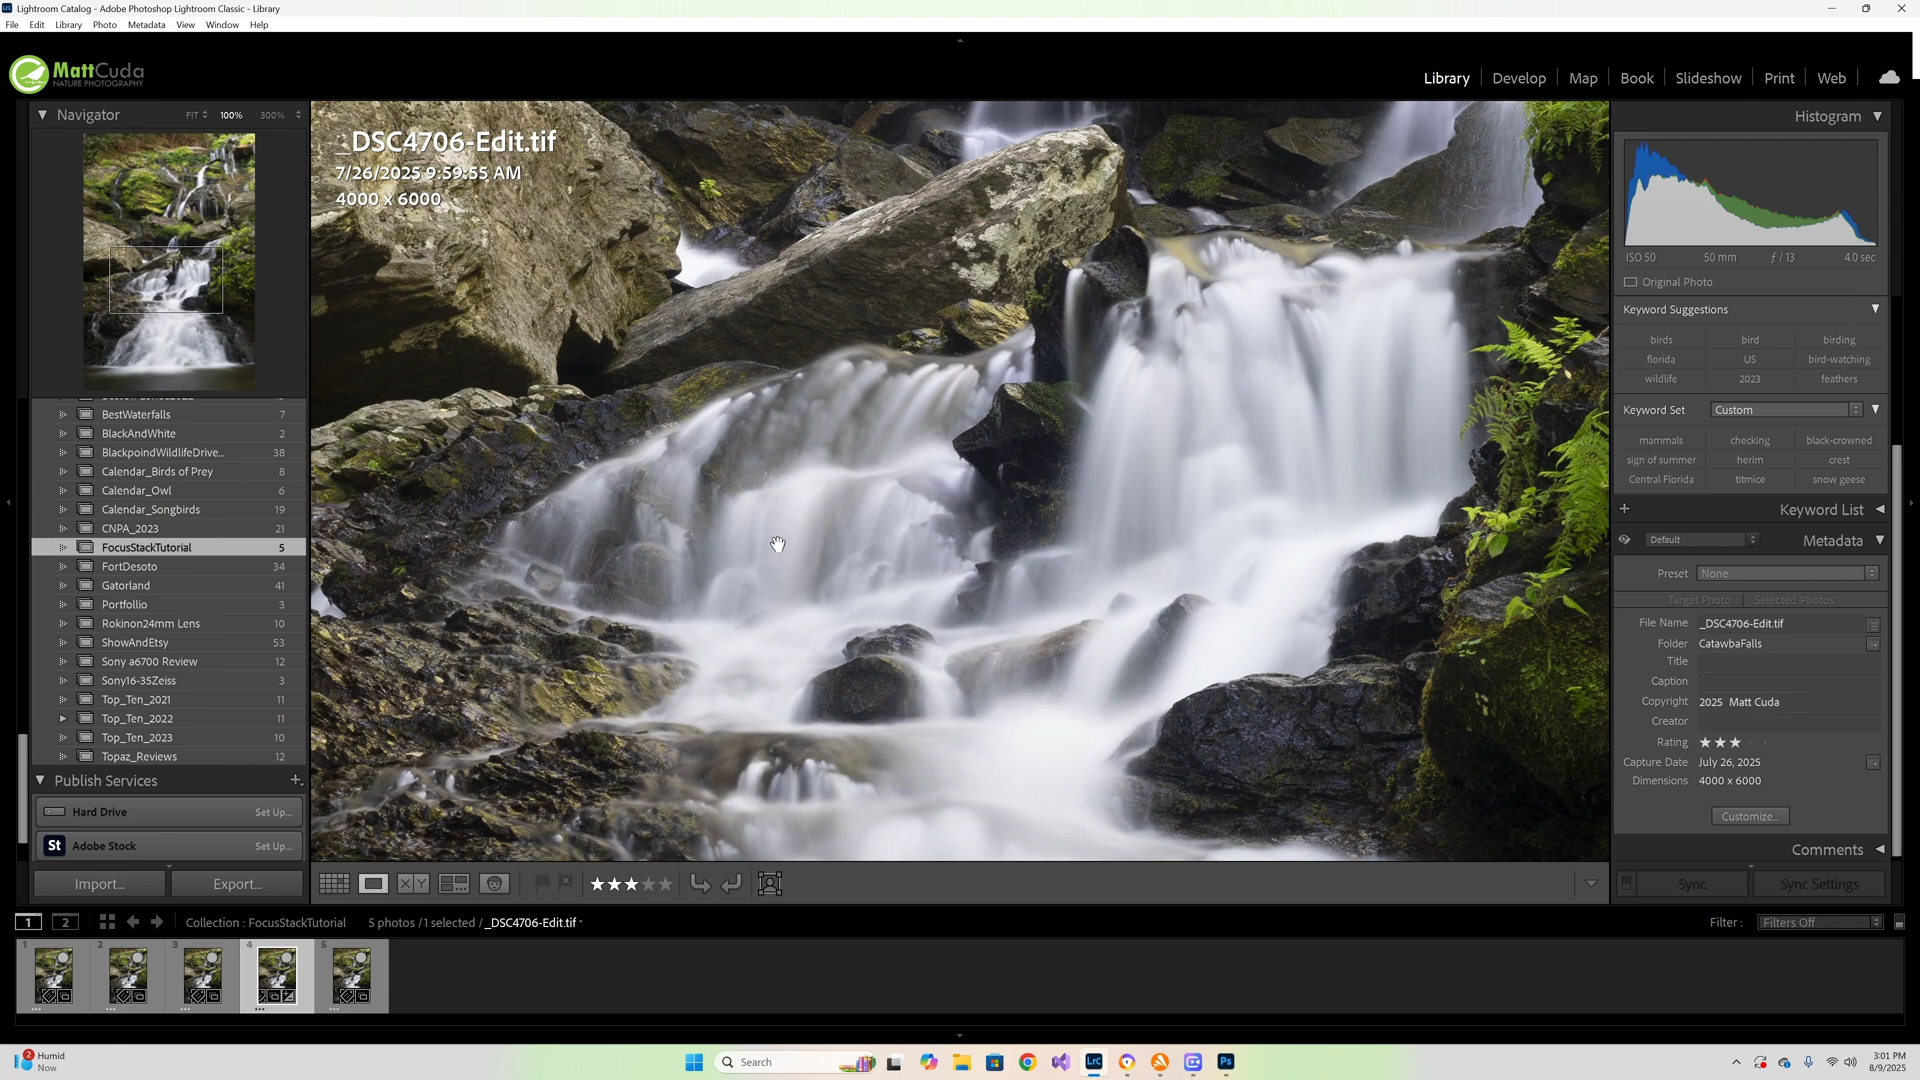 Lightroom Catalog - Adobe Photoshop Lightroom Classic - Library
File Edit Library Photo Metadata View Window Help
MattCuda
NATURE PHOTOGRAPHY
Library Develop Map Book Slideshow Print Web
Navigator FIT 100% 300%
BestWaterfalls 7
BlackAndWhite 2
BlackpoindWildlifeDrive... 38
Calendar_Birds of Prey 8
Calendar_Owl 6
Calendar_Songbirds 19
CNPA_2023 21
FocusStackTutorial 5
FortDesoto 34
Gatorland 41
Portfollio 3
Rokinon24mm Lens 10
ShowAndEtsy 53
Sony a6700 Review 12
Sony16-35Zeiss 3
Top_Ten_2021 11
Top_Ten_2022 11
Top_Ten_2023 10
Topaz_Reviews 12
Publish Services
Hard Drive Set Up...
St Adobe Stock Set Up...
Import... Export...
_DSC4706-Edit.tif
7/26/2025 9:59:55 AM
4000 x 6000
Histogram
ISO 50 50 mm ƒ / 13 4.0 sec
Original Photo
Keyword Suggestions
birds bird birding
florida US bird-watching
wildlife 2023 feathers
Keyword Set Custom
mammals checking black-crowned
sign of summer herim crest
Central Florida titmice snow geese
Keyword List
Default Metadata
Preset None
Target Photo Selected Photos
File Name _DSC4706-Edit.tif
Folder CatawbaFalls
Title
Caption
Copyright 2025 Matt Cuda
Creator
Rating
Capture Date July 26, 2025
Dimensions 4000 x 6000
Customize...
Comments
Sync Sync Settings
X Y
1 2 Collection : FocusStackTutorial 5 photos / 1 selected / _DSC4706-Edit.tif
Filter : Filters Off
1 2 3 4 5
2 Humid
Now
Search
LrC
Ps
3:01 PM
8/9/2025